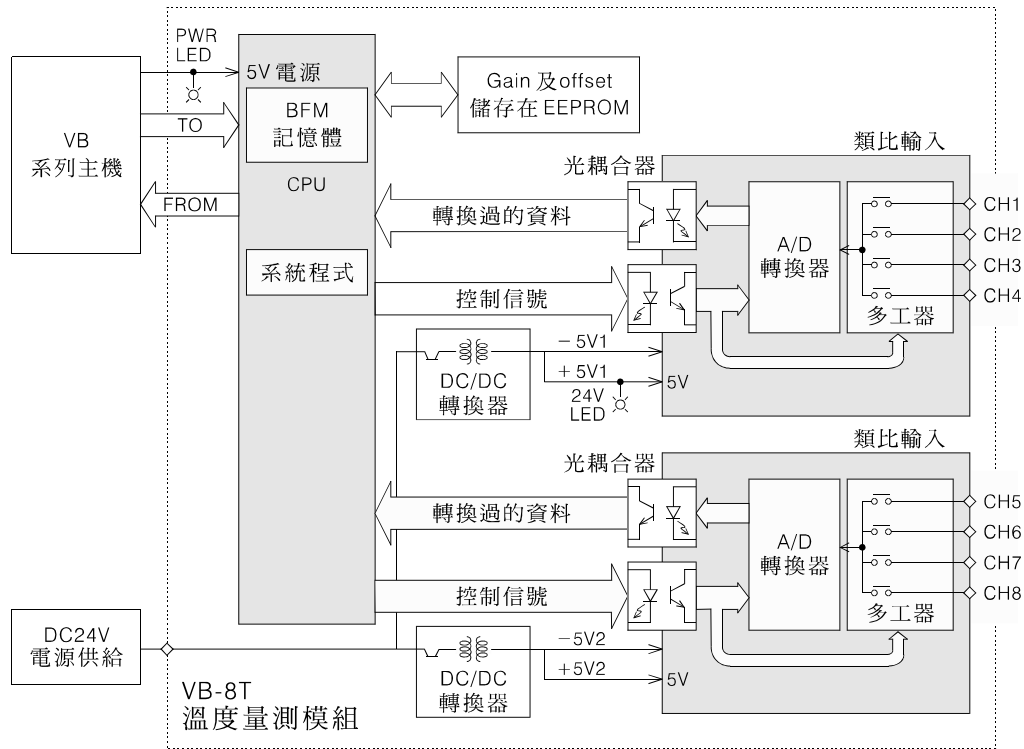 PWR
LED
5V 電源
VB
系列主機
TO
FROM
BFM
記憶體
CPU
系統程式
Gain 及offset
儲存在 EEPROM
類比輸入
光耦合器
轉換過的資料
控制信號
A/D
轉換器
多工器
CH1
CH2
CH3
CH4
DC/DC
轉換器
－5V1
＋5V1
24V
LED
5V
類比輸入
光耦合器
轉換過的資料
控制信號
A/D
轉換器
多工器
CH5
CH6
CH7
CH8
DC24V
電源供給
DC/DC
轉換器
－5V2
＋5V2
5V
VB-8T
溫度量測模組